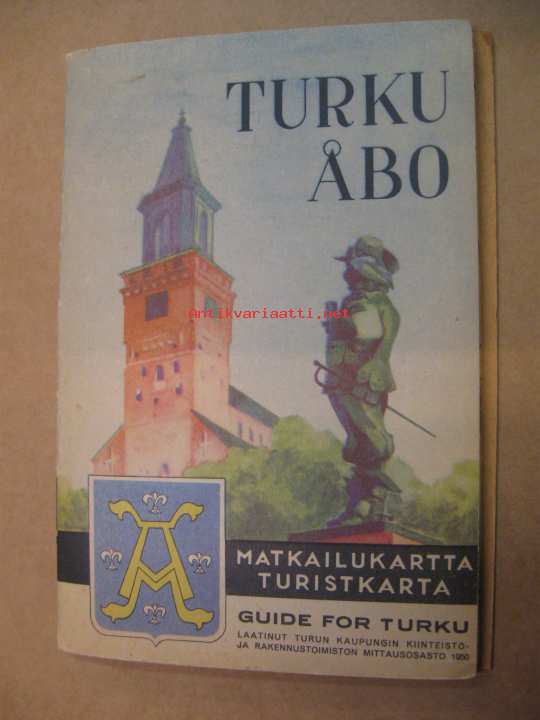 TURKU
ÅBO
Antikvariaatti.net
MATKAILUKARTTA
TURISTKARTA
GUIDE FOR TURKU
LAATINUT TURUN KAUPUNGIN KIINTEISTÖ-
JA RAKENNUSTOIMISTON MITTAUSOSASTO 1950